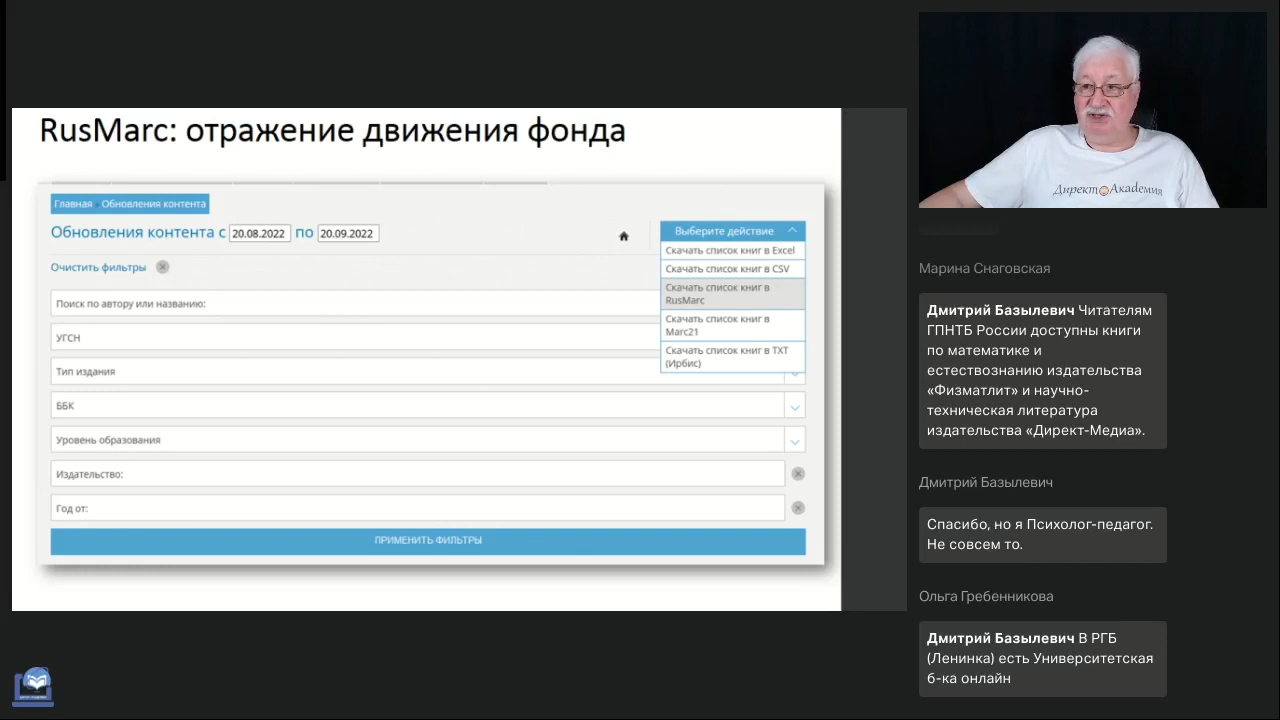 RusMarc: отражение движения фонда
Главная » Обновления контента
Обновления контента с 20.08.2022 по 20.09.2022
Выберите действие
Скачать список книг в Excel
Скачать список книг в CSV
Скачать список книг в
RusMarc
Скачать список книг в
Marc21
Скачать список книг в TXT
(Ирбис)
Очистить фильтры
Поиск по автору или названию:
УГСН
Тип издания
ББК
Уровень образования
Издательство:
Год от:
ПРИМЕНИТЬ ФИЛЬТРЫ
Директ Академия
Марина Снаговская
Дмитрий Базылевич Читателям
ГПНТБ России доступны книги
по математике и
естествознанию издательства
«Физматлит» и научно-
техническая литература
издательства «Директ-Медиа».
Дмитрий Базылевич
Спасибо, но я Психолог-педагог.
Не совсем то.
Ольга Гребенникова
Дмитрий Базылевич В РГБ
(Ленинка) есть Университетская
б-ка онлайн